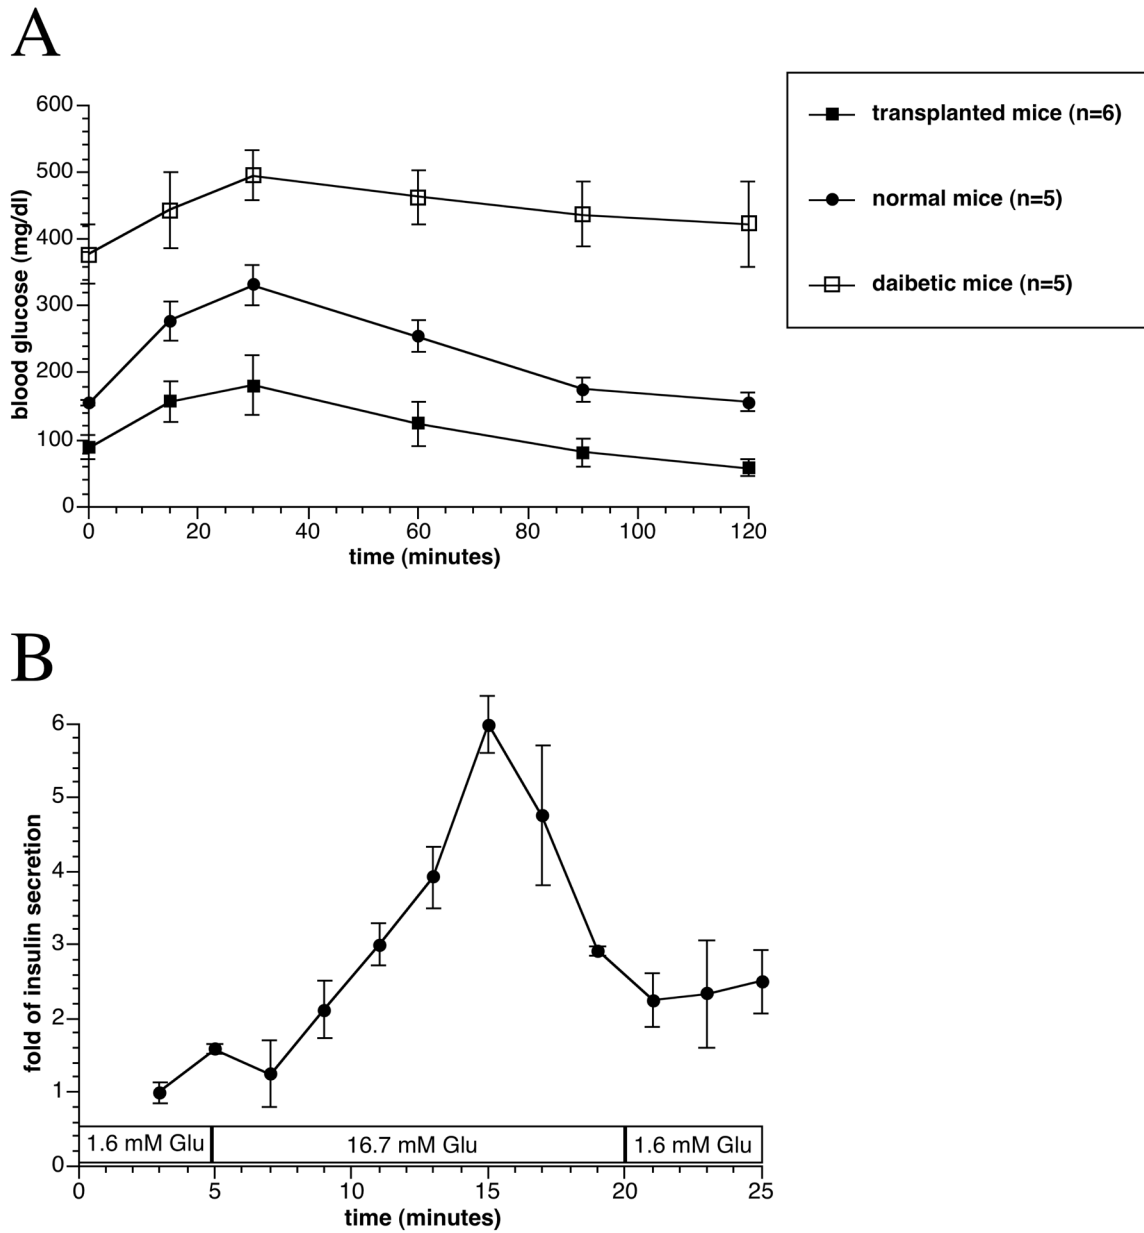 A
600
500
400
300
200
100
0
blood glucose (mg/dl)
0 20 40 60 80 100 120
time (minutes)
transplanted mice (n=6)
normal mice (n=5)
daibetic mice (n=5)
B
6
5
4
3
2
1
0
fold of insulin secretion
1.6 mM Glu 16.7 mM Glu 1.6 mM Glu
0 5 10 15 20 25
time (minutes)